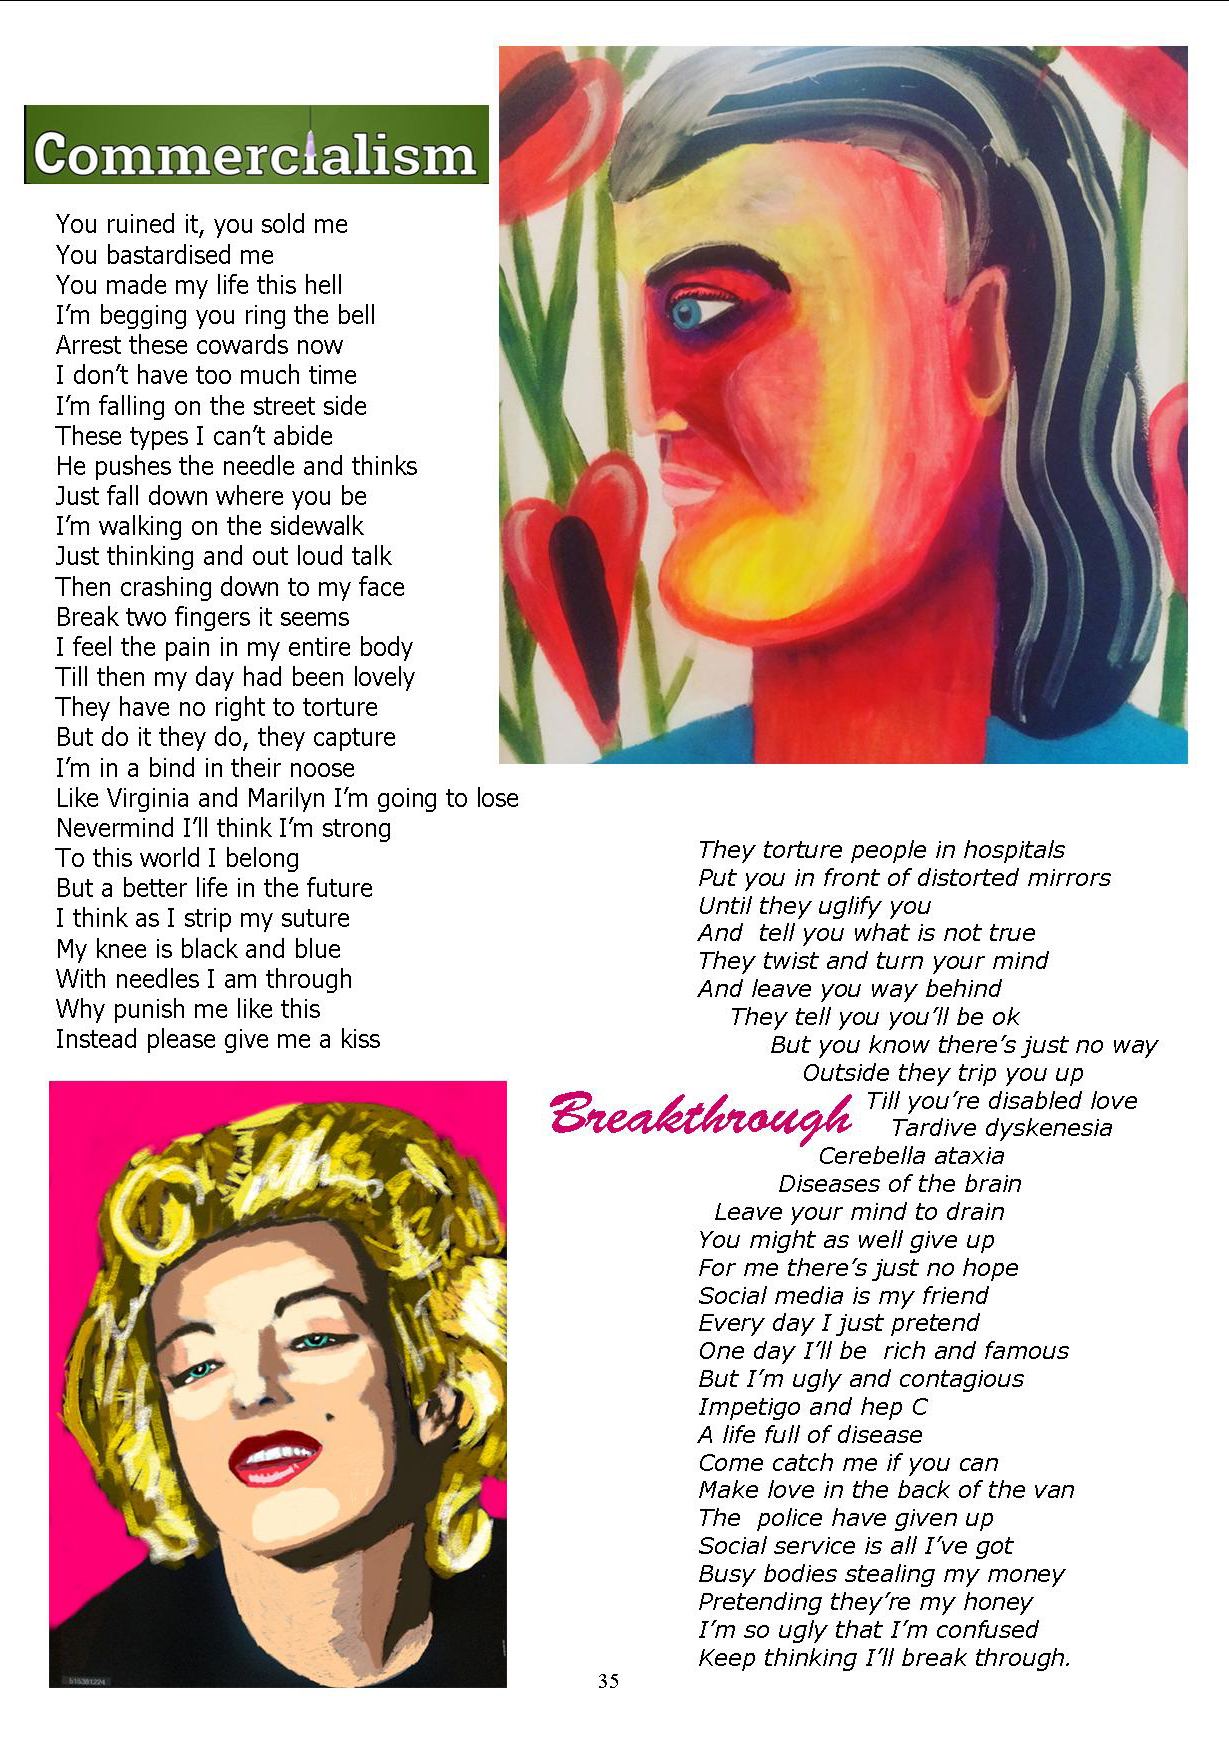 Commercialism
You ruined it, you sold me
You bastardised me
You made my life this hell
I’m begging you ring the bell
Arrest these cowards now
I don’t have too much time
I’m falling on the street side
These types I can’t abide
He pushes the needle and thinks
Just fall down where you be
I’m walking on the sidewalk
Just thinking and out loud talk
Then crashing down to my face
Break two fingers it seems
I feel the pain in my entire body
Till then my day had been lovely
They have no right to torture
But do it they do, they capture
I’m in a bind in their noose
Like Virginia and Marilyn I’m going to lose
Nevermind I’ll think I’m strong
To this world I belong
But a better life in the future
I think as I strip my suture
My knee is black and blue
With needles I am through
Why punish me like this
Instead please give me a kiss
Breakthrough
They torture people in hospitals
Put you in front of distorted mirrors
Until they uglify you
And  tell you what is not true
They twist and turn your mind
And leave you way behind
They tell you you’ll be ok
But you know there’s just no way
Outside they trip you up
Till you’re disabled love
Tardive dyskenesia
Cerebella ataxia
Diseases of the brain
Leave your mind to drain
You might as well give up
For me there’s just no hope
Social media is my friend
Every day I just pretend
One day I’ll be  rich and famous
But I’m ugly and contagious
Impetigo and hep C
A life full of disease
Come catch me if you can
Make love in the back of the van
The  police have given up
Social service is all I’ve got
Busy bodies stealing my money
Pretending they’re my honey
I’m so ugly that I’m confused
Keep thinking I’ll break through.
515381224
35